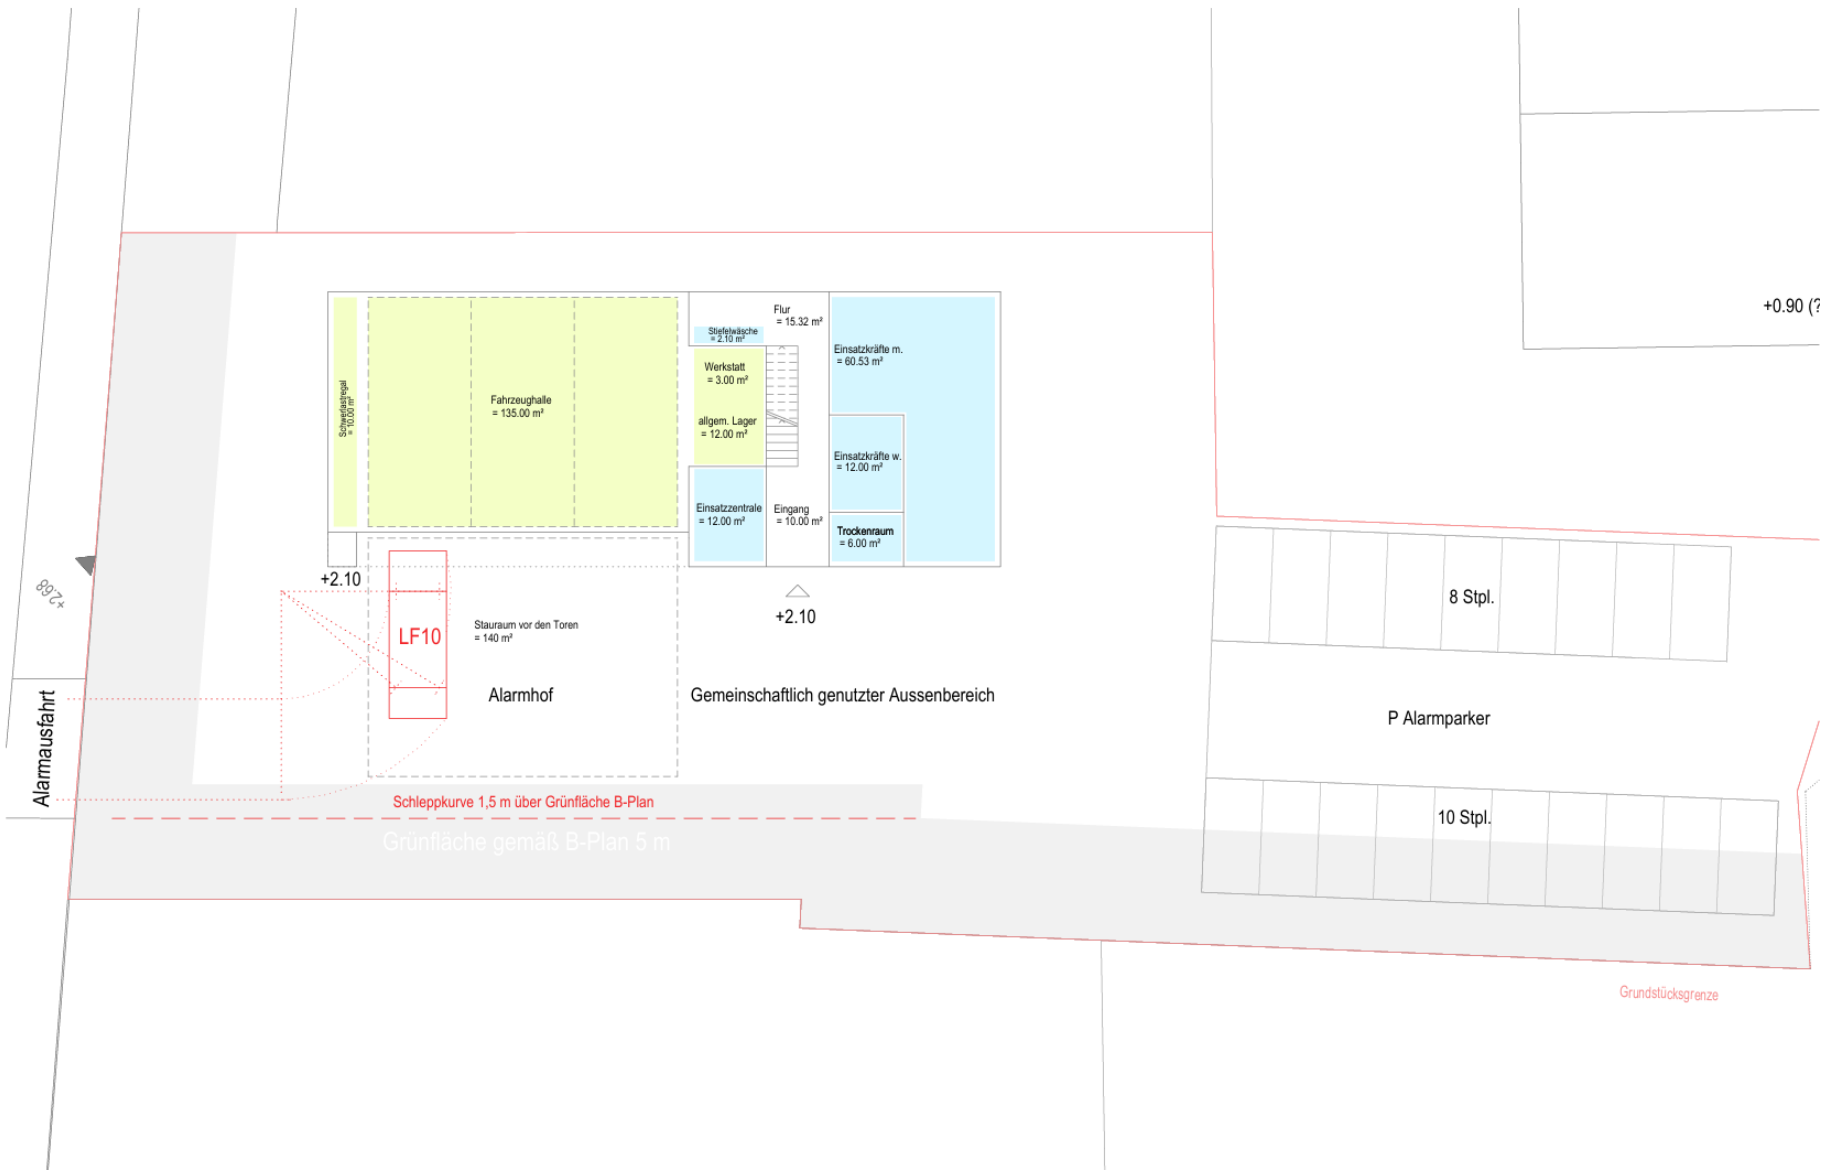 +0.90 (?
Flur
= 15.32 m²
Stiefelwäsche
= 2.10 m²
Einsatzkräfte m.
= 60.53 m²
Werkstatt
= 3.00 m²
Schwerlastregal
= 10.00 m²
Fahrzeughalle
= 135.00 m²
allgem. Lager
= 12.00 m²
Einsatzkräfte w.
= 12.00 m²
Einsatzzentrale
= 12.00 m²
Eingang
= 10.00 m²
Trockenraum
= 6.00 m²
+2.68
+2.10
+2.10
8 Stpl.
LF10
Stauraum vor den Toren
= 140 m²
Alarmhof
Gemeinschaftlich genutzter Aussenbereich
P Alarmparker
Alarmausfahrt
Schleppkurve 1,5 m über Grünfläche B-Plan
10 Stpl.
Grünfläche gemäß B-Plan 5 m
Grundstücksgrenze